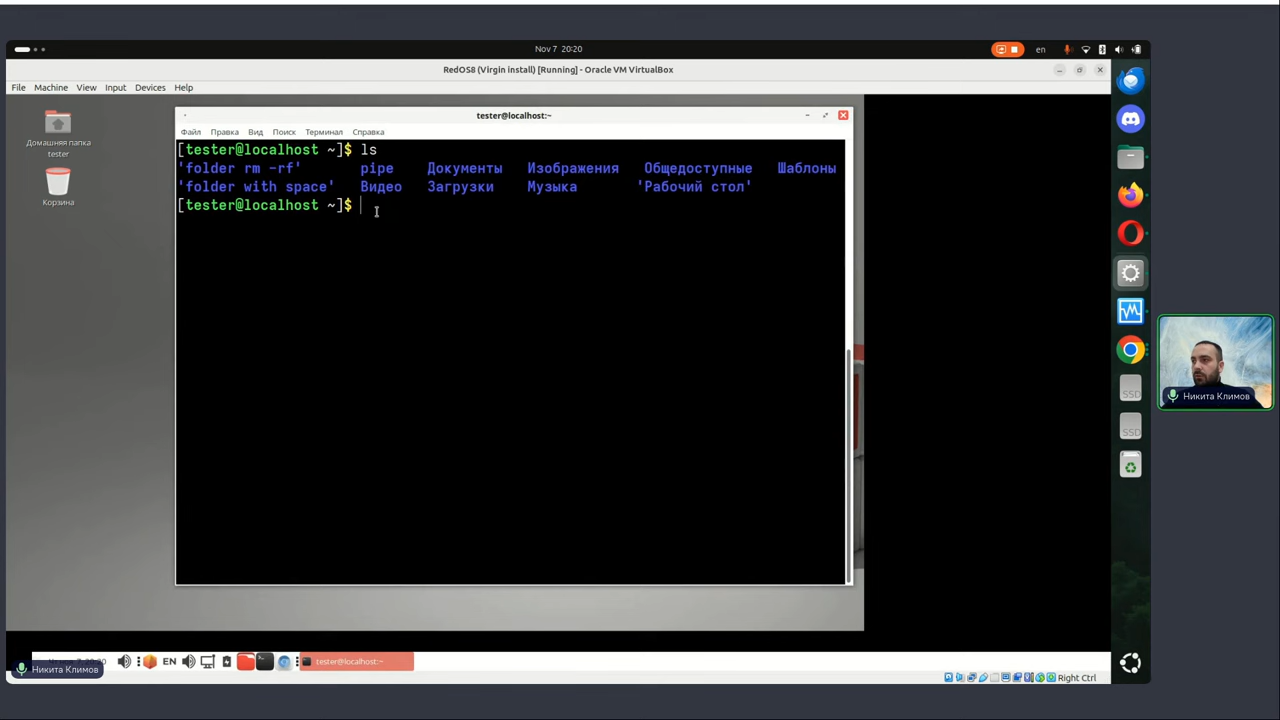 Nov 7 20:20
en
RedOS8 (Virgin install) [Running] - Oracle VM VirtualBox
File Machine View Input Devices Help
Домашняя папка
tester
Корзина
tester@localhost:~
Файл Правка Вид Поиск Терминал Справка
[tester@localhost ~]$ ls
'folder rm -rf' pipe Документы Изображения Общедоступные Шаблоны
'folder with space' Видео Загрузки Музыка 'Рабочий стол'
[tester@localhost ~]$
SSD
SSD
Никита Климов
EN
tester@localhost:~
Никита Климов
Right Ctrl